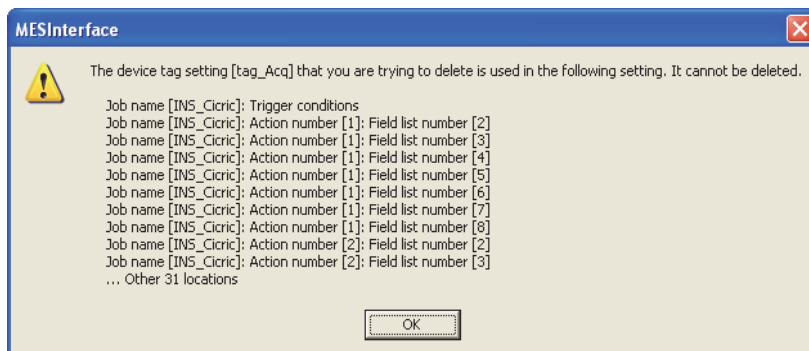 MESInterface
The device tag setting [tag_Acq] that you are trying to delete is used in the following setting. It cannot be deleted.
Job name [INS_Cicric]: Trigger conditions
Job name [INS_Cicric]: Action number [1]: Field list number [2]
Job name [INS_Cicric]: Action number [1]: Field list number [3]
Job name [INS_Cicric]: Action number [1]: Field list number [4]
Job name [INS_Cicric]: Action number [1]: Field list number [5]
Job name [INS_Cicric]: Action number [1]: Field list number [6]
Job name [INS_Cicric]: Action number [1]: Field list number [7]
Job name [INS_Cicric]: Action number [1]: Field list number [8]
Job name [INS_Cicric]: Action number [2]: Field list number [2]
Job name [INS_Cicric]: Action number [2]: Field list number [3]
... Other 31 locations
OK